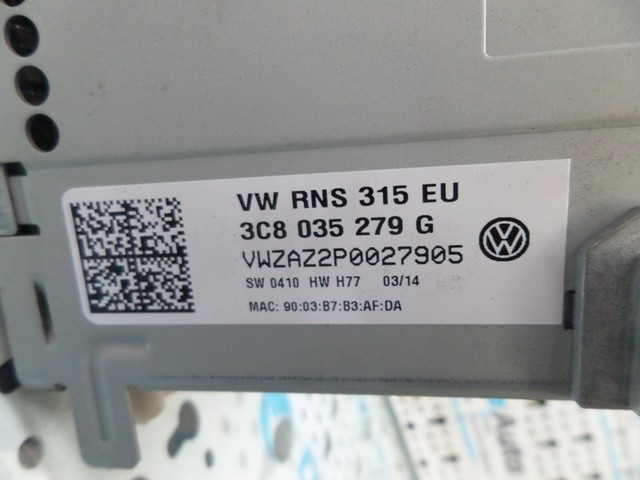 VW RNS 315 EU
3C8 035 279 G
VWZAZ2P0027905
SW 0410 HW H77 03/14
MAC: 90:03:B7:B3:AF:DA
Auto